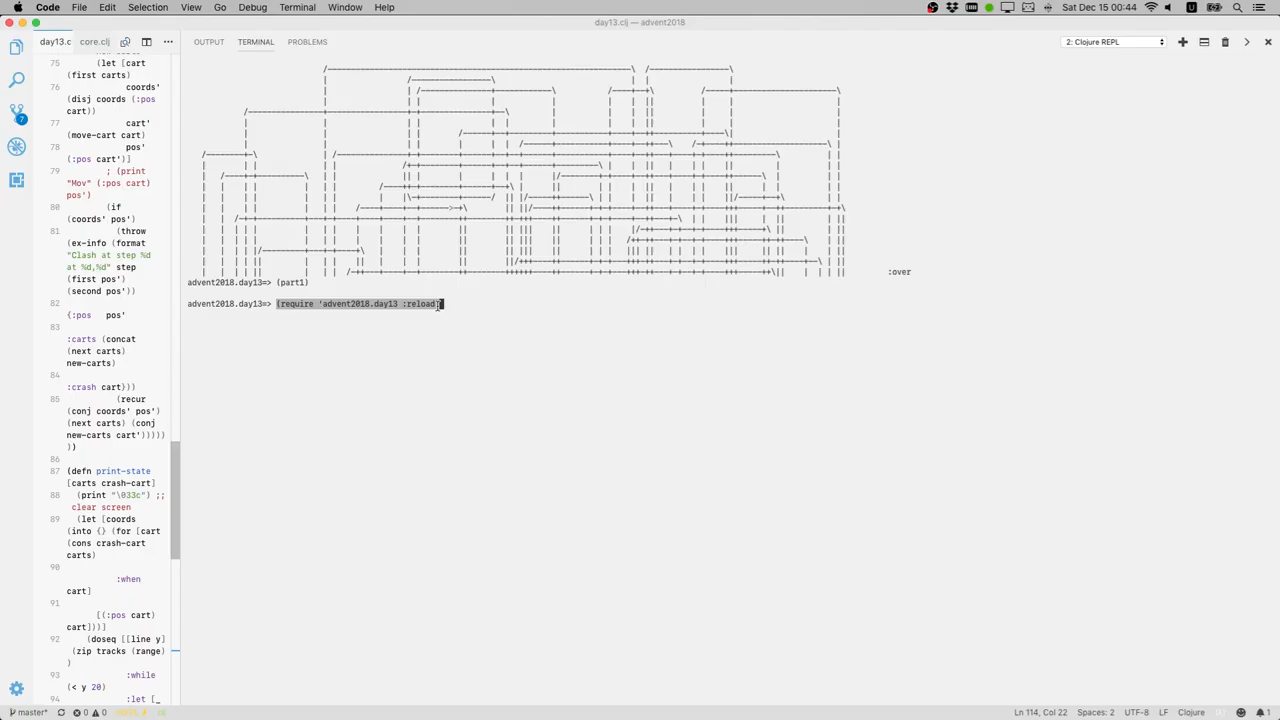 Code File Edit Selection View Go Debug Terminal Window Help
Sat Dec 15 00:44
day13.clj — advent2018
day13.c core.clj
OUTPUT TERMINAL PROBLEMS
2: Clojure REPL
75 (let [cart
(first carts)
76 coords'
(disj coords (:pos
cart))
77 cart'
(move-cart cart)
78 pos'
(:pos cart')]
79 ; (print
"Mov" (:pos cart)
pos')
80 (if
(coords' pos')
81 (throw
(ex-info (format
"Clash at step %d
at %d,%d" step
(first pos')
(second pos'))
82
{:pos pos'
83
:carts (concat
(next carts)
new-carts)
84
:crash cart}))
85 (recur
(conj coords' pos')
(next carts) (conj
new-carts cart')))))
))
86
87 (defn print-state
[carts crash-cart]
88 (print "\033c") ;;
clear screen
89 (let [coords
(into {} (for [cart
(cons crash-cart
carts)
90
:when
cart]
91
[(:pos cart)
cart])]
92 (doseq [[line y]
(zip tracks (range)
)
93 :while
(< y 20)
94 :let [_
:over
advent2018.day13=> (part1)
advent2018.day13=> (require 'advent2018.day13 :reload)
master* 0 0
Ln 114, Col 22 Spaces: 2 UTF-8 LF Clojure 1